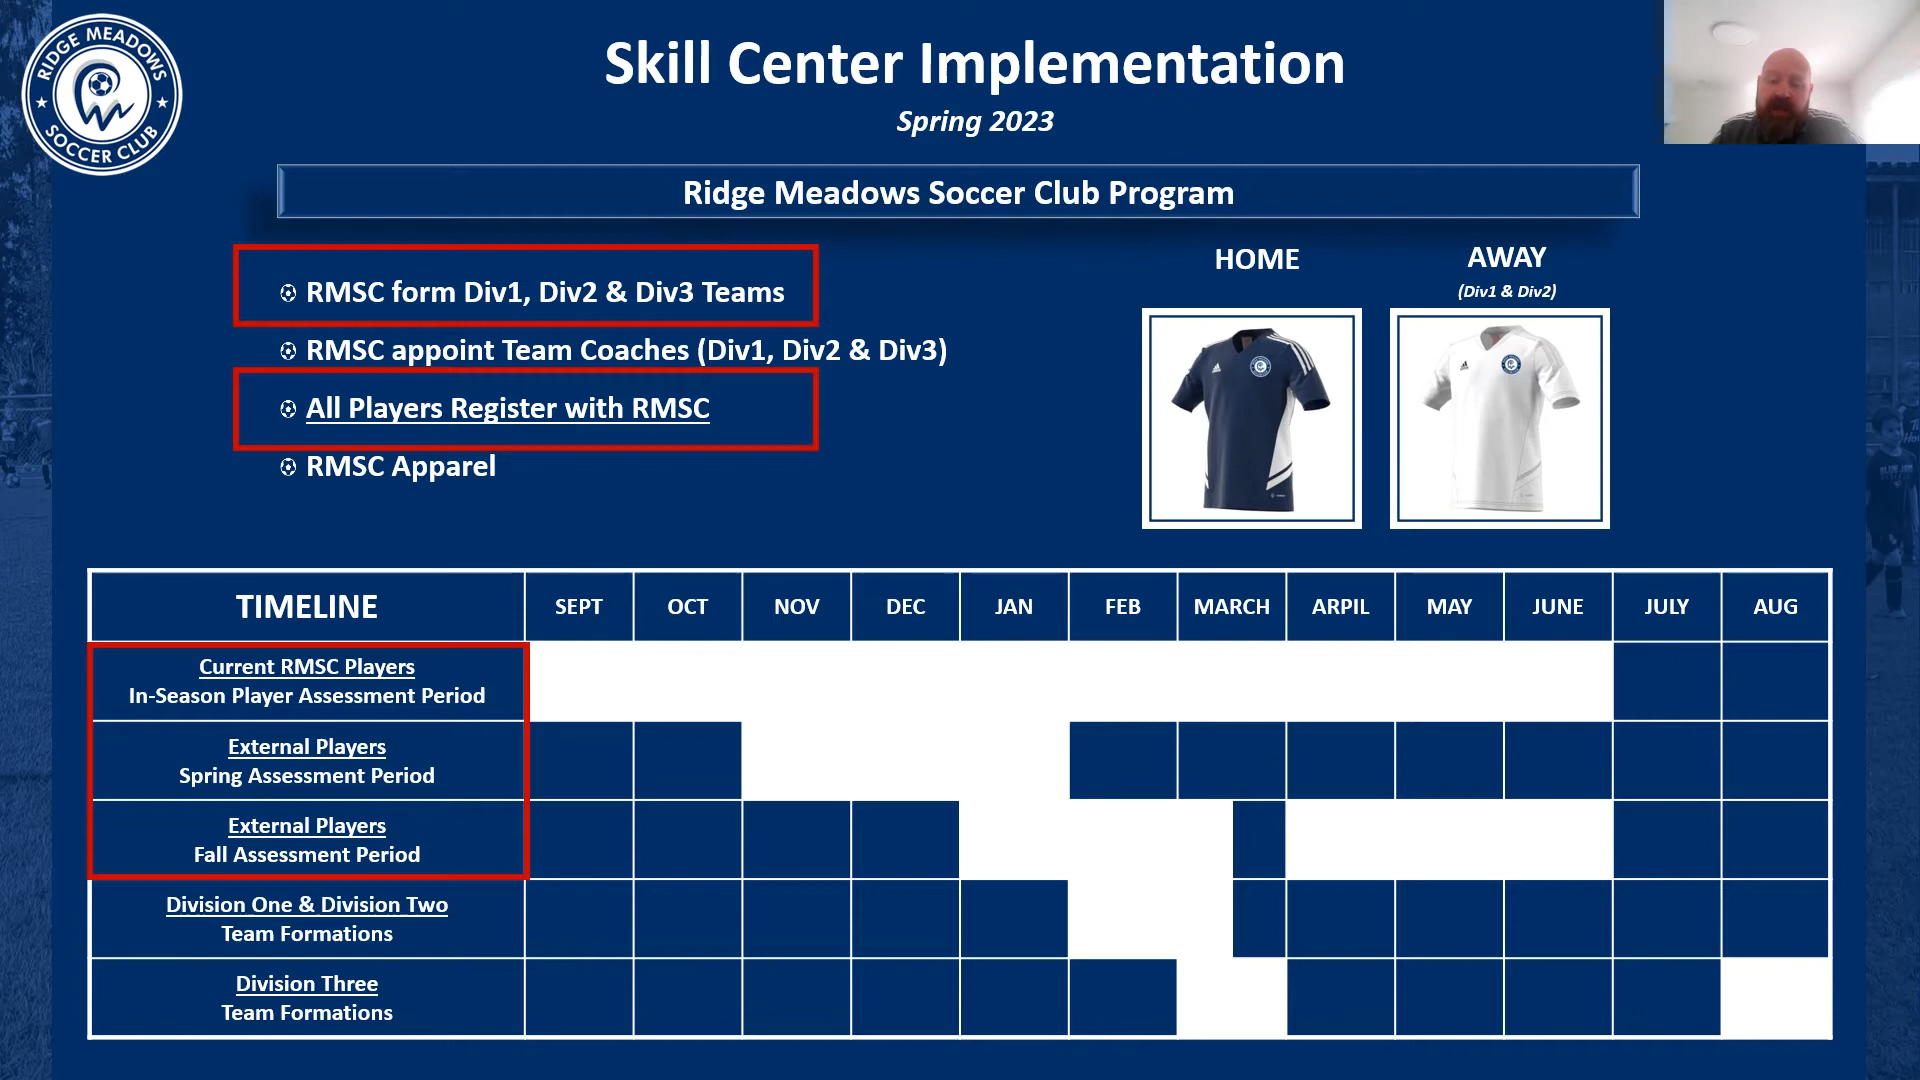 RIDGE MEADOWS
SOCCER CLUB
Skill Center Implementation
Spring 2023
Ridge Meadows Soccer Club Program
RMSC form Div1, Div2 & Div3 Teams
RMSC appoint Team Coaches (Div1, Div2 & Div3)
All Players Register with RMSC
RMSC Apparel
HOME
AWAY
(Div1 & Div2)
TIMELINE SEPT OCT NOV DEC JAN FEB MARCH ARPIL MAY JUNE JULY AUG
Current RMSC Players
In-Season Player Assessment Period
External Players
Spring Assessment Period
External Players
Fall Assessment Period
Division One & Division Two
Team Formations
Division Three
Team Formations